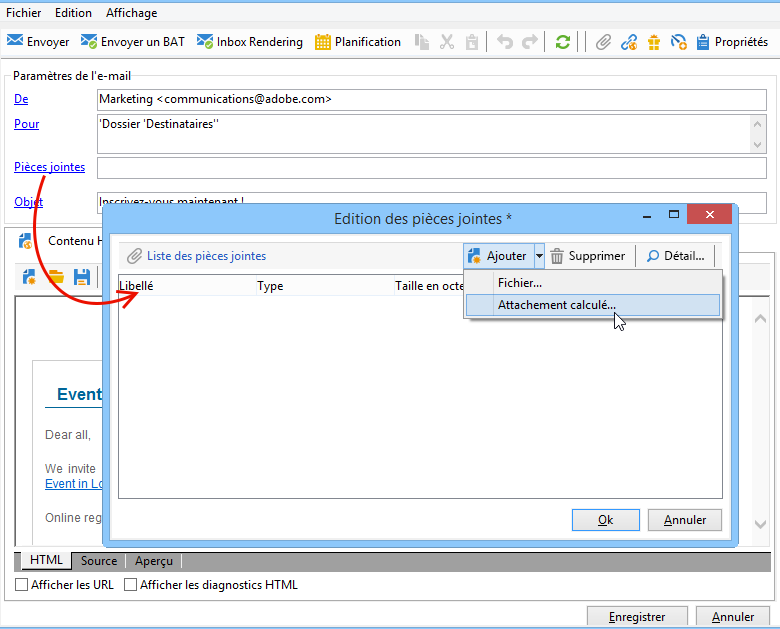 Fichier Edition Affichage
Envoyer Envoyer un BAT Inbox Rendering Planification Propriétés
Paramètres de l'e-mail
De Marketing <communications@adobe.com>
Pour 'Dossier 'Destinataires''
Pièces jointes
Objet Inscrivez-vous maintenant !
Edition des pièces jointes *
Contenu H
Liste des pièces jointes Ajouter Supprimer Détail...
Libellé Type Taille en octe
Fichier...
Attachement calculé...
Event
Dear all,
We invite
Event in Lo
Online reg
Ok Annuler
HTML Source Aperçu
Afficher les URL Afficher les diagnostics HTML
Enregistrer Annuler